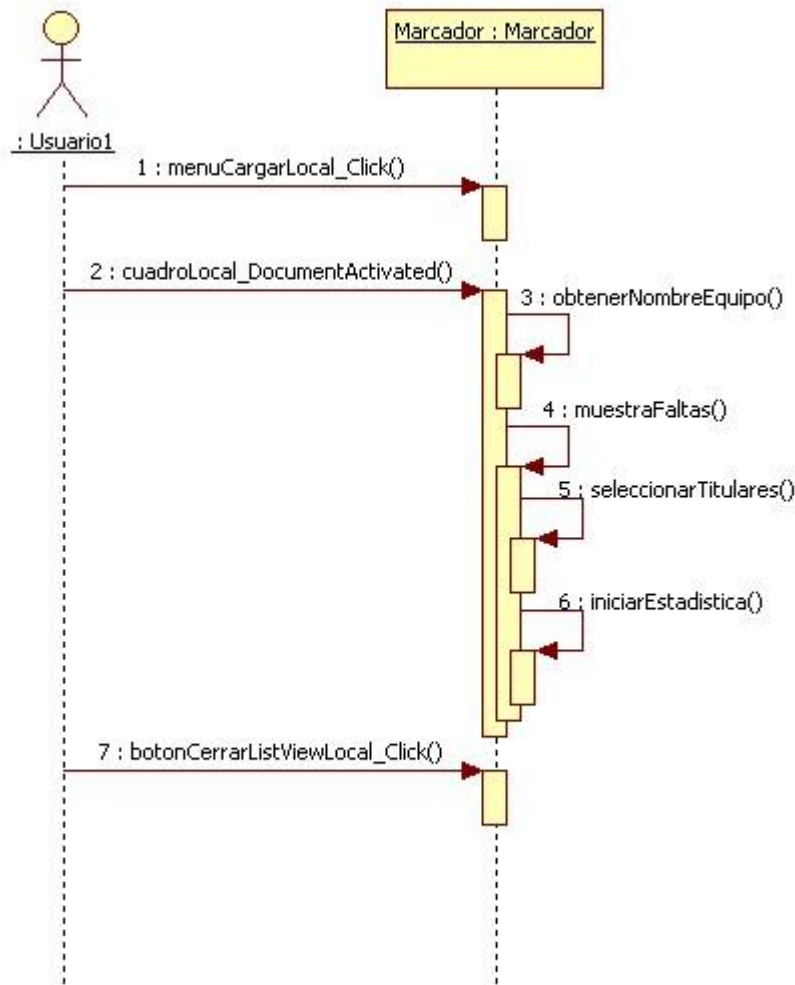 Marcador : Marcador
: Usuario1
1 : menuCargarLocal_Click()
2 : cuadroLocal_DocumentActivated()
3 : obtenerNombreEquipo()
4 : muestraFaltas()
5 : seleccionarTitulares()
6 : iniciarEstadistica()
7 : botonCerrarListViewLocal_Click()